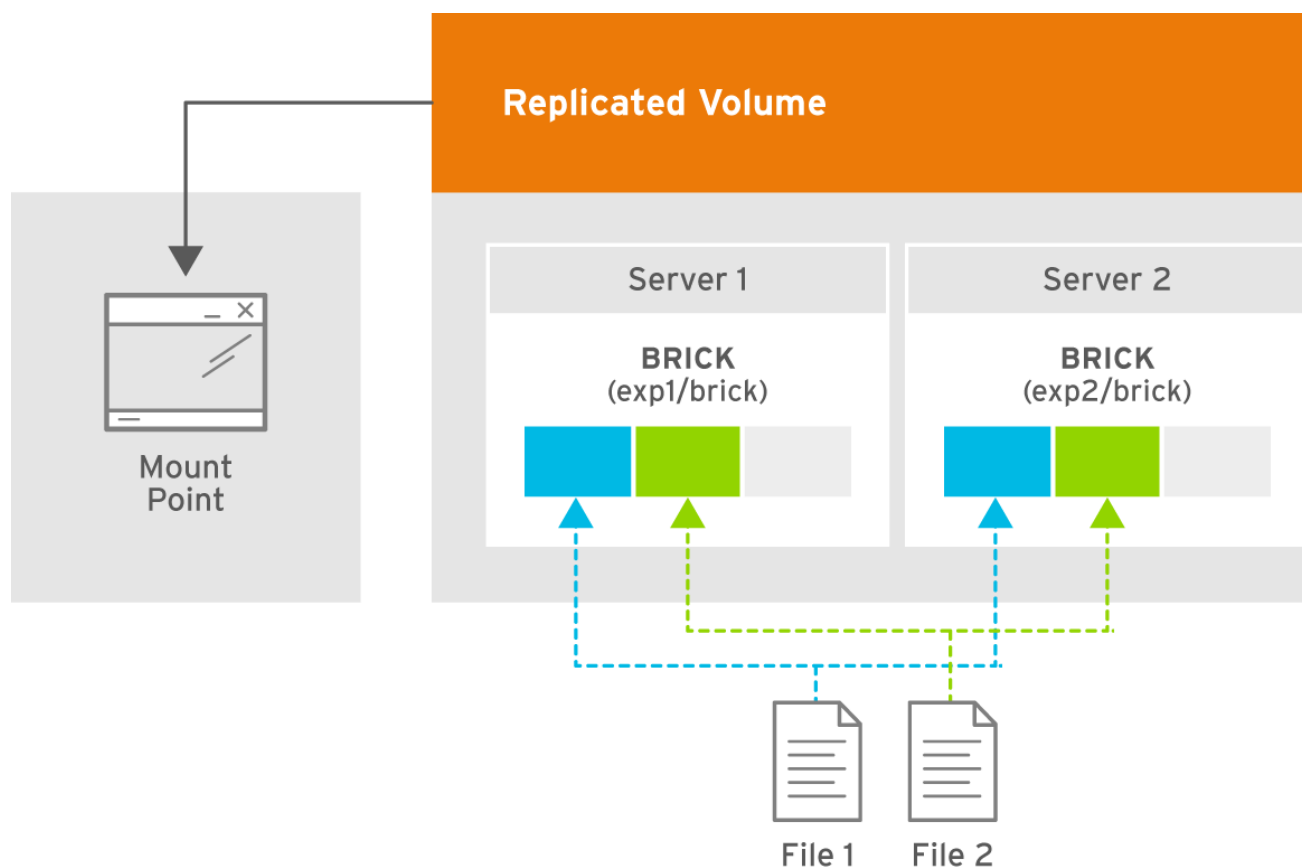 Replicated Volume
Server 1
Server 2
BRICK
(exp1/brick)
BRICK
(exp2/brick)
Mount
Point
File 1
File 2